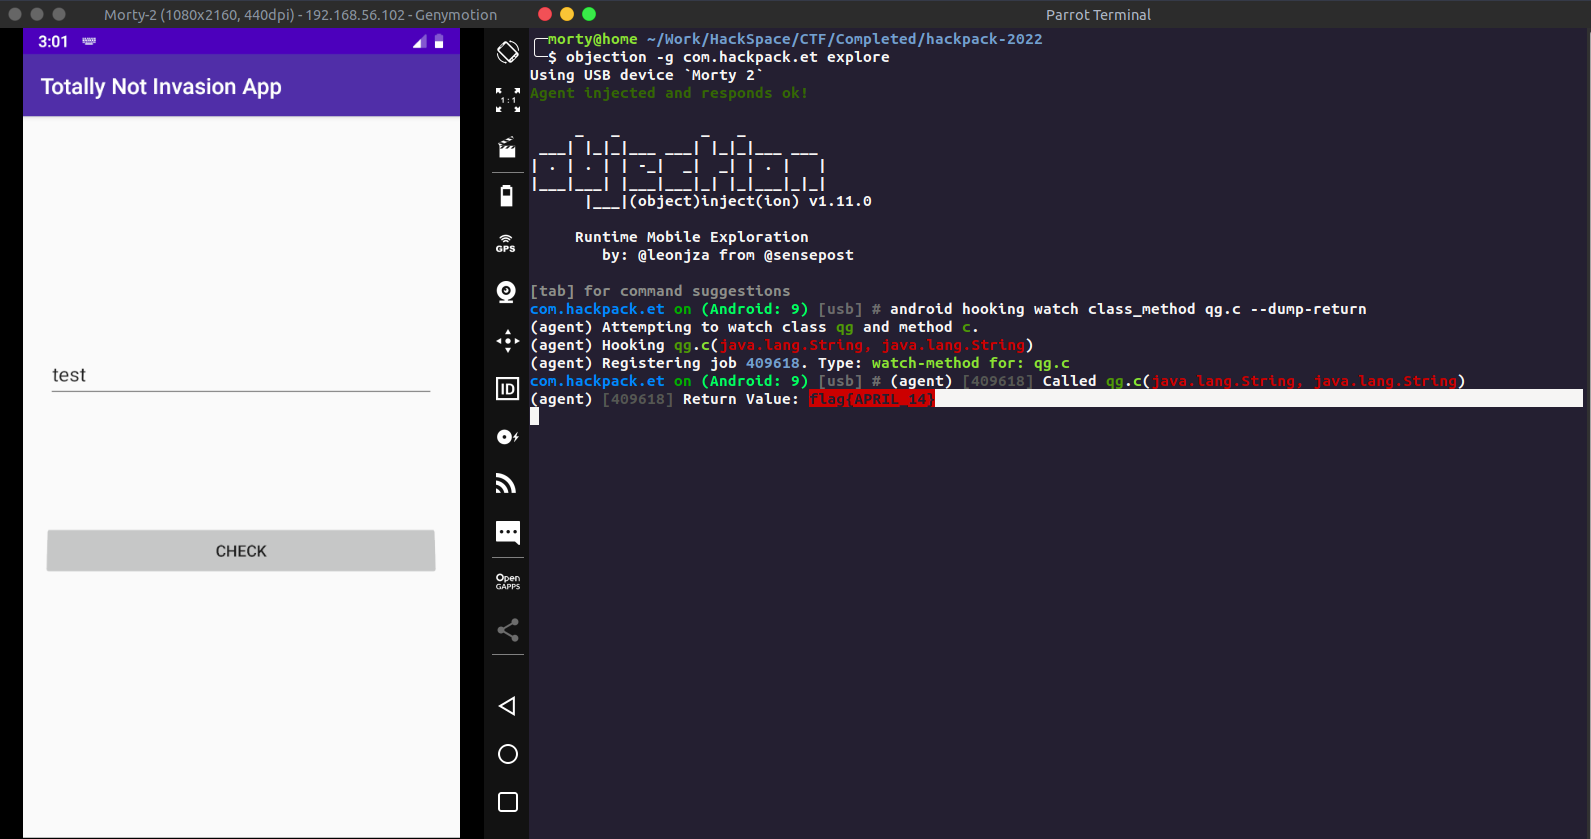 Morty-2 (1080x2160, 440dpi) - 192.168.56.102 - Genymotion
3:01
Totally Not Invasion App
test
CHECK
1:1
GPS
ID
Open
GAPPS
Parrot Terminal
┌─morty@home ~/Work/HackSpace/CTF/Completed/hackpack-2022
└─$ objection -g com.hackpack.et explore
Using USB device `Morty 2`
Agent injected and responds ok!
     _   _         _   _
 ___| |_|_|___ ___| |_|_|___ ___
| . | . | | -_|  _|  _| | . |   |
|___|___| |___|___|_| |_|___|_|_|
      |___|(object)inject(ion) v1.11.0
Runtime Mobile Exploration
by: @leonjza from @sensepost
[tab] for command suggestions
com.hackpack.et on (Android: 9) [usb] # android hooking watch class_method qg.c --dump-return
(agent) Attempting to watch class qg and method c.
(agent) Hooking qg.c(java.lang.String, java.lang.String)
(agent) Registering job 409618. Type: watch-method for: qg.c
com.hackpack.et on (Android: 9) [usb] # (agent) [409618] Called qg.c(java.lang.String, java.lang.String)
(agent) [409618] Return Value: flag{APRIL_14}